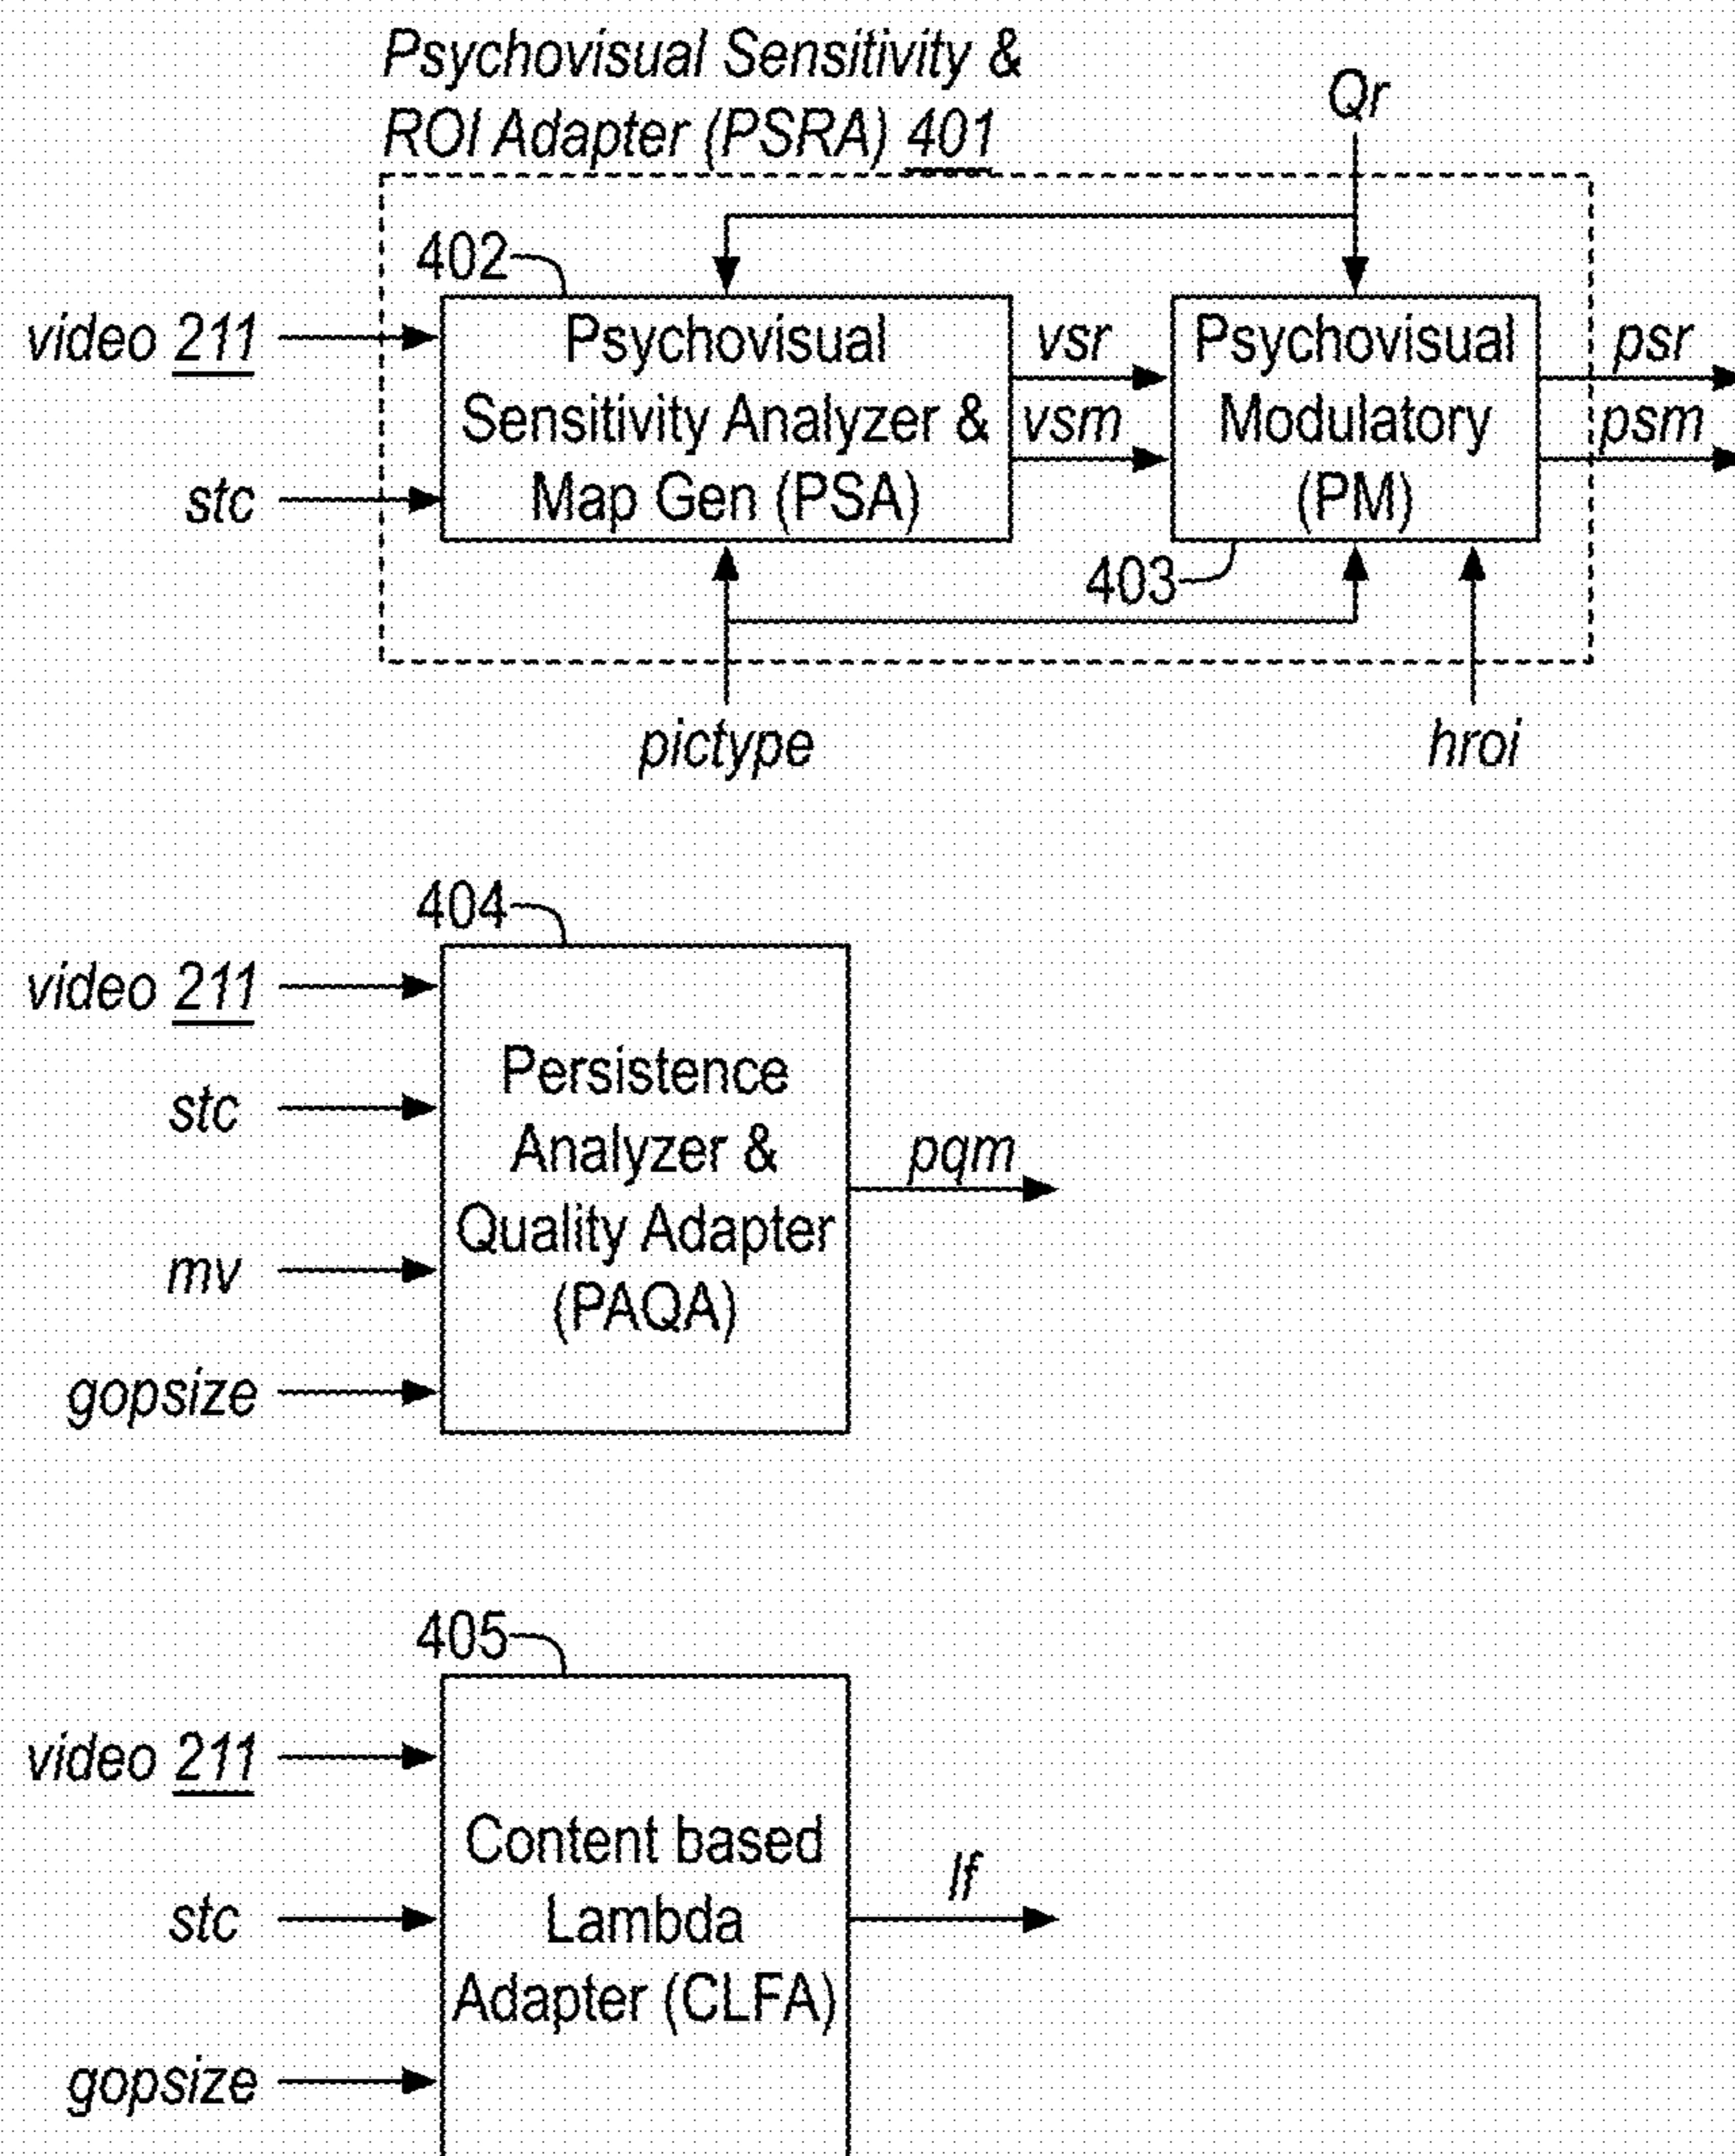 Psychovisual Sensitivity &
ROI Adapter (PSRA) 401
Qr
402
video 211
stc
Psychovisual
Sensitivity Analyzer &
Map Gen (PSA)
vsr
vsm
Psychovisual
Modulatory
(PM)
psr
psm
403
pictype
hroi
404
video 211
stc
mv
gopsize
Persistence
Analyzer &
Quality Adapter
(PAQA)
pqm
405
video 211
stc
gopsize
Content based
Lambda
Adapter (CLFA)
lf